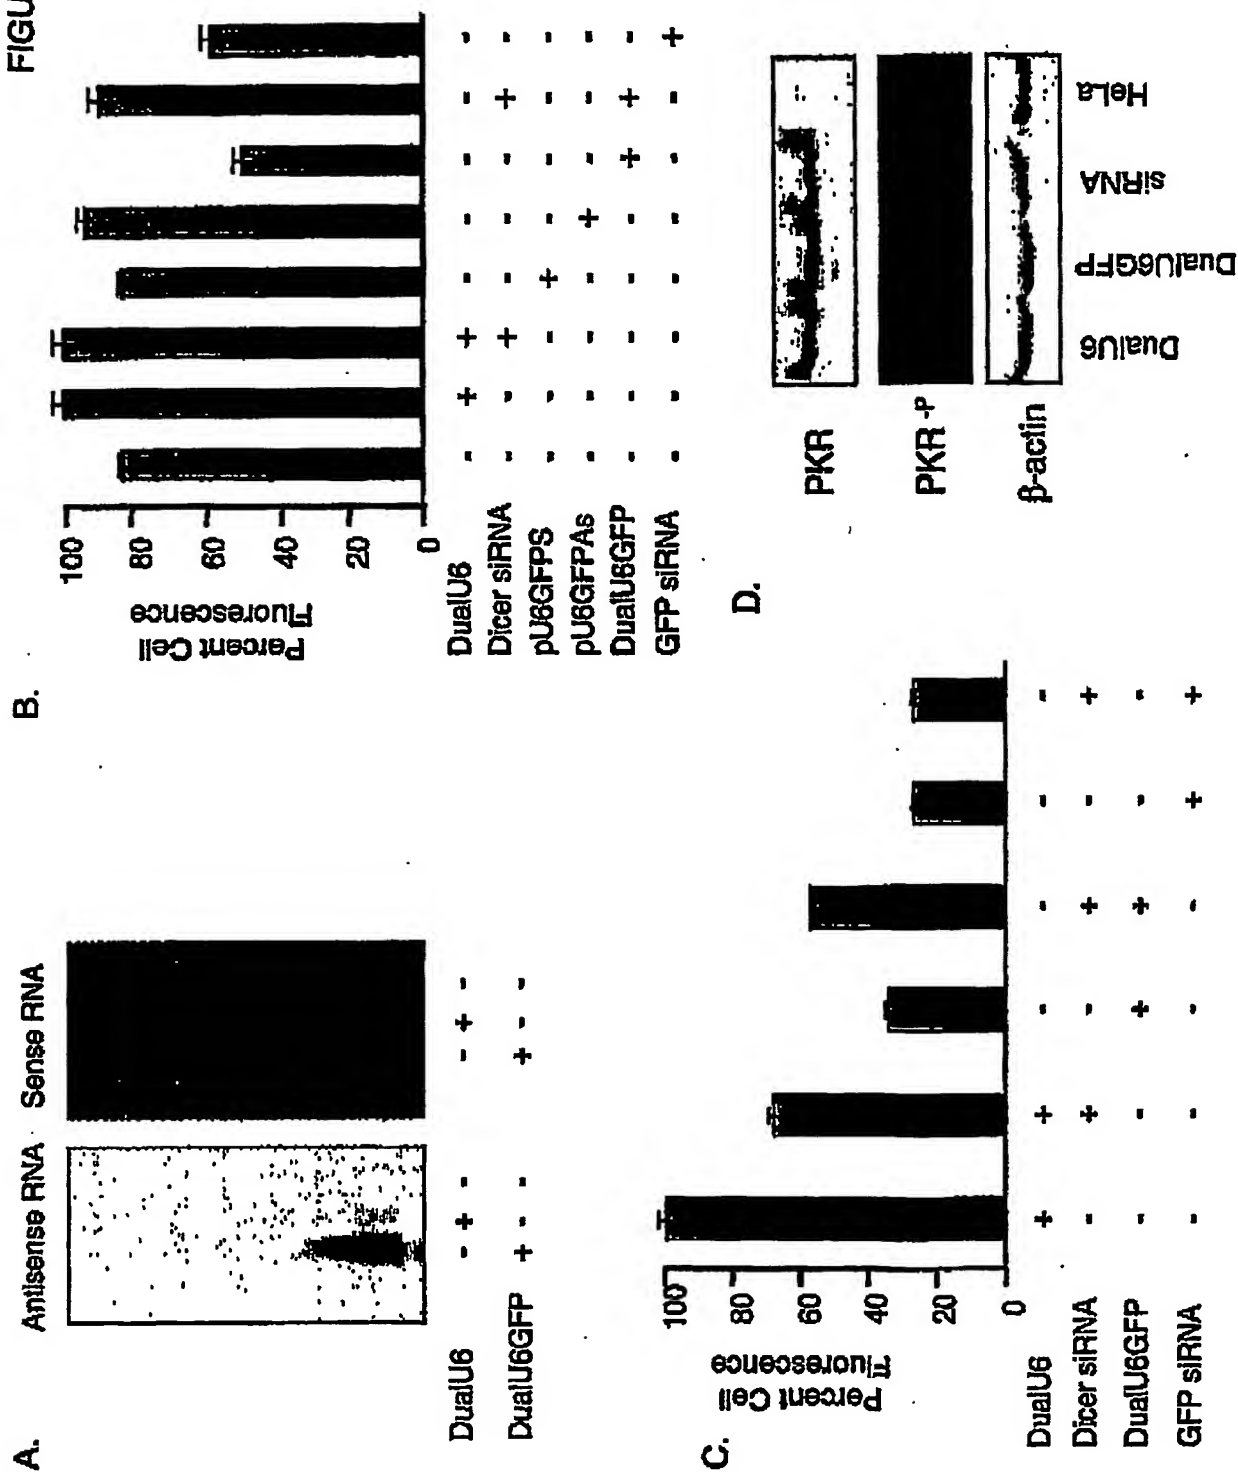 FIGU
A.
Antisense RNA Sense RNA
DualU6 - + - - + -
DualU6GFP + - - + - -
B.
Percent Cell
Fluorescence
100
80
60
40
20
0
DualU6 - + + - - - - -
Dicer siRNA - - + - - - + -
pU6GFPS - - - + - - - -
pU6GFPAs - - - - + - - -
DualU6GFP - - - - - + + -
GFP siRNA - - - - - - - +
C.
Percent Cell
Fluorescence
100
80
60
40
20
0
DualU6 + + - - - -
Dicer siRNA - + - + - +
DualU6GFP - - + + - -
GFP siRNA - - - - + +
D.
PKR
PKR-P
β-actin
DualU6
DualU6GFP
siRNA
HeLa